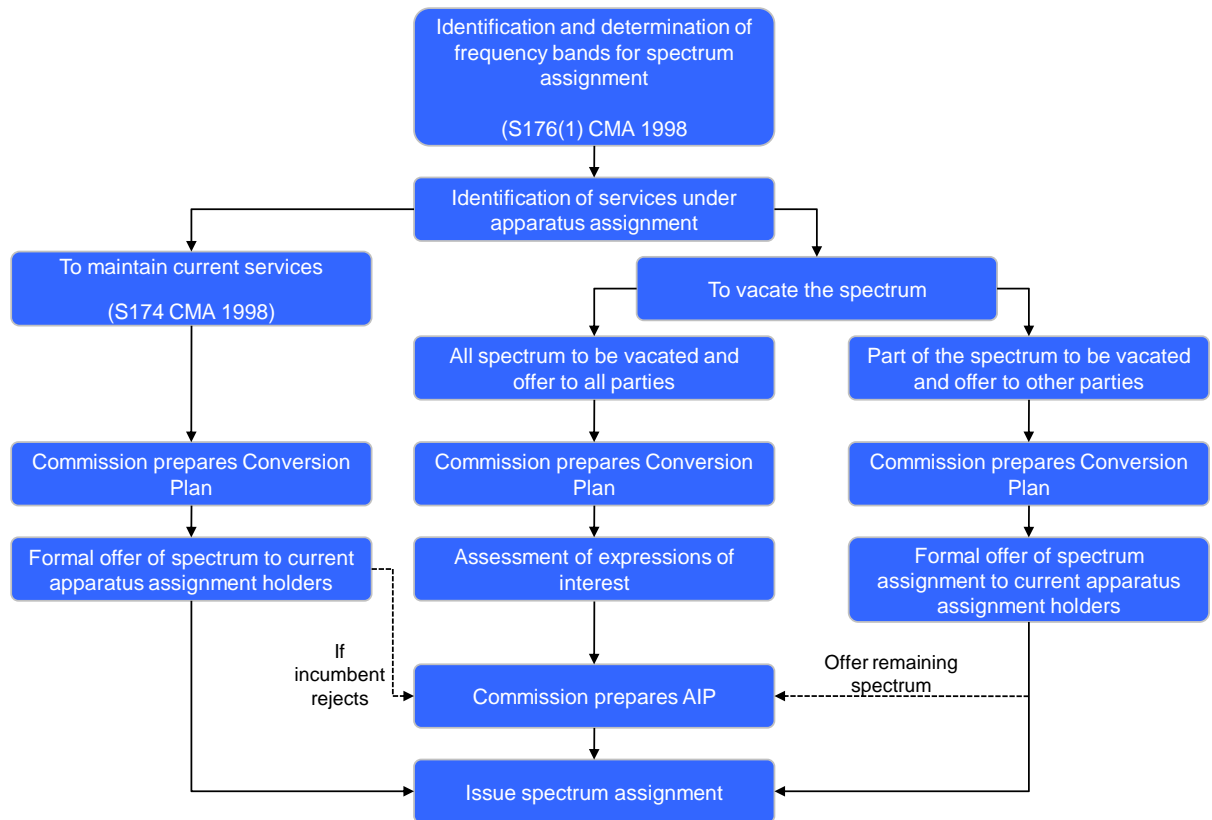 Identification and determination of
frequency bands for spectrum
assignment
(S176(1) CMA 1998
Identification of services under
apparatus assignment
To maintain current services
(S174 CMA 1998)
To vacate the spectrum
All spectrum to be vacated and
offer to all parties
Part of the spectrum to be vacated
and offer to other parties
Commission prepares Conversion
Plan
Commission prepares Conversion
Plan
Commission prepares Conversion
Plan
Formal offer of spectrum to current
apparatus assignment holders
Assessment of expressions of
interest
Formal offer of spectrum
assignment to current apparatus
assignment holders
If
incumbent
rejects
Offer remaining
spectrum
Commission prepares AIP
Issue spectrum assignment